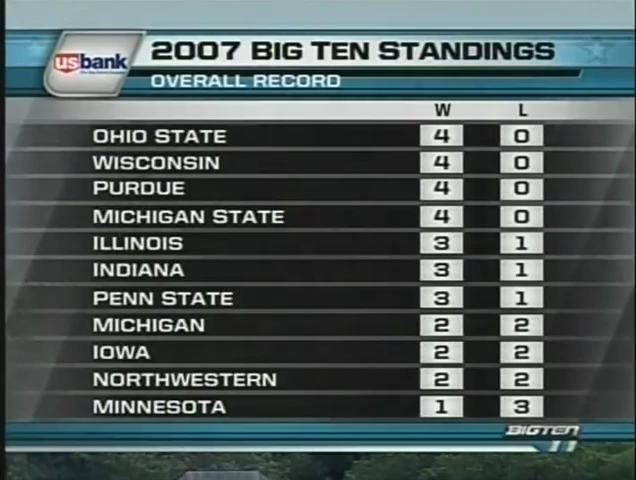 usbank
2007 BIG TEN STANDINGS
OVERALL RECORD
W L
OHIO STATE 4 0
WISCONSIN 4 0
PURDUE 4 0
MICHIGAN STATE 4 0
ILLINOIS 3 1
INDIANA 3 1
PENN STATE 3 1
MICHIGAN 2 2
IOWA 2 2
NORTHWESTERN 2 2
MINNESOTA 1 3
BIGTEN